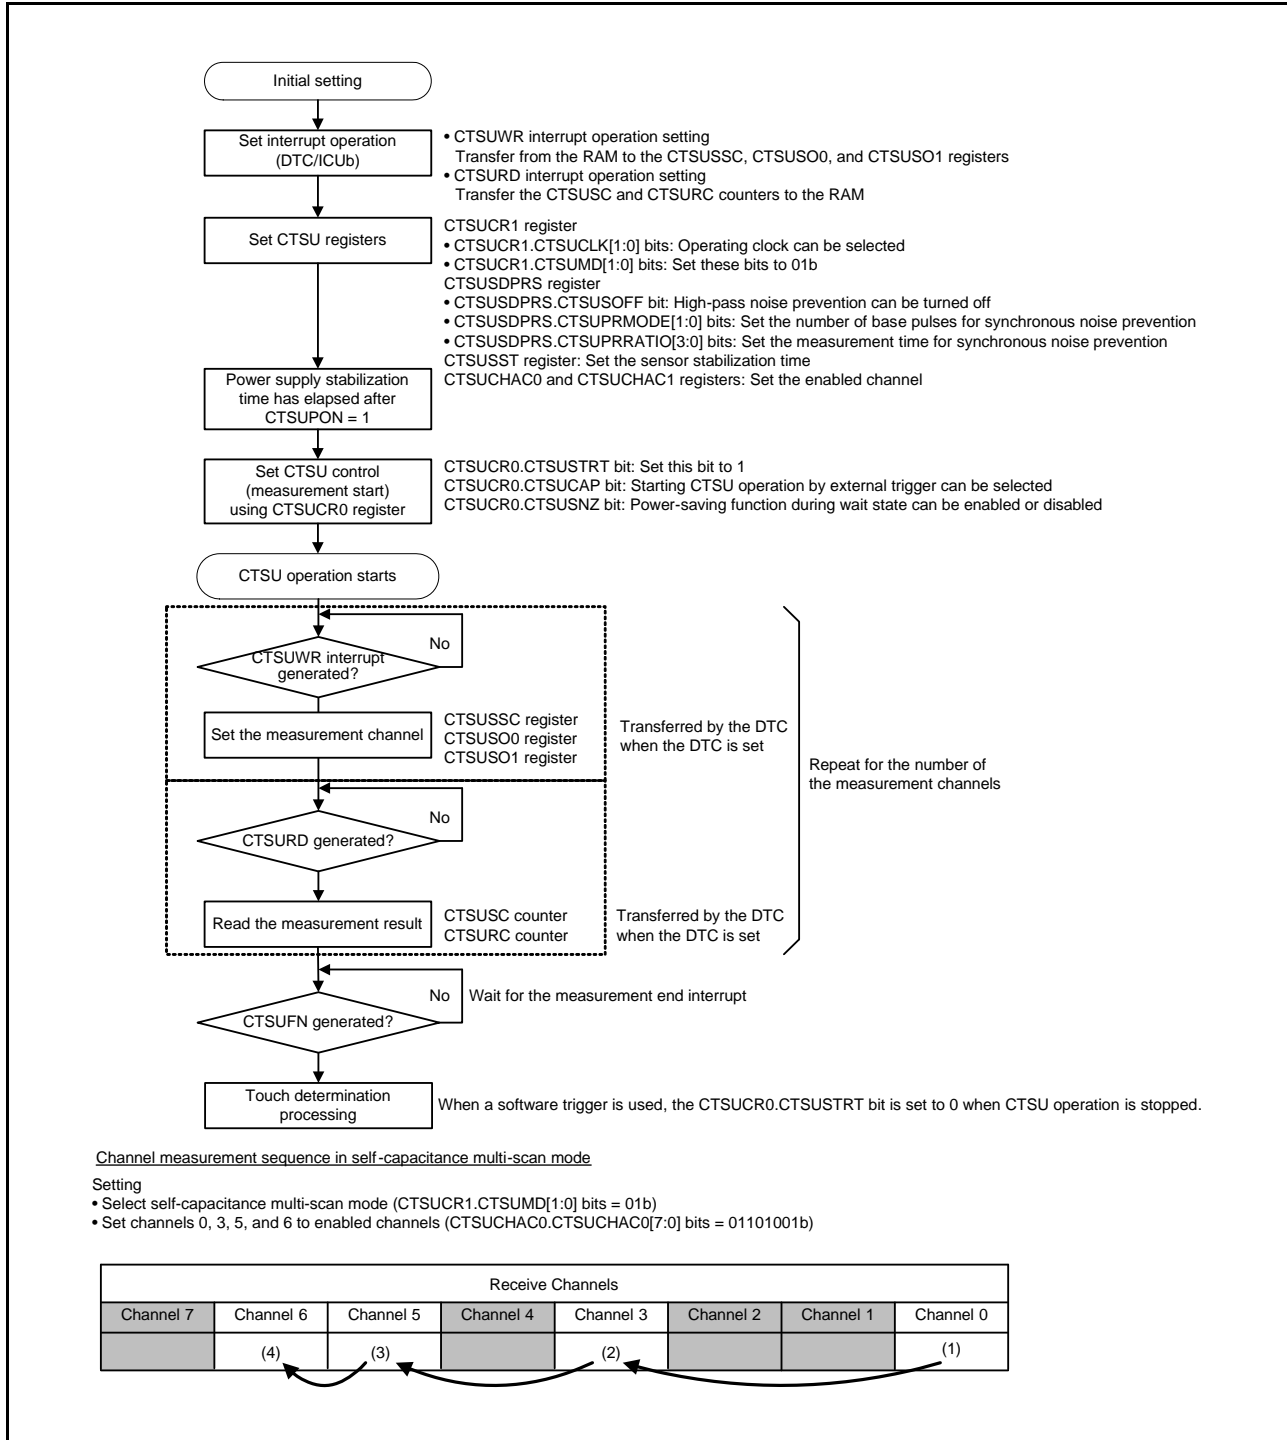 Initial setting
Set interrupt operation
(DTC/ICUb)
• CTSUWR interrupt operation setting
Transfer from the RAM to the CTSUSSC, CTSUSO0, and CTSUSO1 registers
• CTSURD interrupt operation setting
Transfer the CTSUSC and CTSURC counters to the RAM
Set CTSU registers
CTSUCR1 register
• CTSUCR1.CTSUCLK[1:0] bits: Operating clock can be selected
• CTSUCR1.CTSUMD[1:0] bits: Set these bits to 01b
CTSUSDPRS register
• CTSUSDPRS.CTSUSOFF bit: High-pass noise prevention can be turned off
• CTSUSDPRS.CTSUPRMODE[1:0] bits: Set the number of base pulses for synchronous noise prevention
• CTSUSDPRS.CTSUPRRATIO[3:0] bits: Set the measurement time for synchronous noise prevention
CTSUSST register: Set the sensor stabilization time
CTSUCHAC0 and CTSUCHAC1 registers: Set the enabled channel
Power supply stabilization
time has elapsed after
CTSUPON = 1
Set CTSU control
(measurement start)
using CTSUCR0 register
CTSUCR0.CTSUSTRT bit: Set this bit to 1
CTSUCR0.CTSUCAP bit: Starting CTSU operation by external trigger can be selected
CTSUCR0.CTSUSNZ bit: Power-saving function during wait state can be enabled or disabled
CTSU operation starts
No
CTSUWR interrupt
generated?
Set the measurement channel
CTSUSSC register
CTSUSO0 register
CTSUSO1 register
Transferred by the DTC
when the DTC is set
Repeat for the number of
the measurement channels
No
CTSURD generated?
Read the measurement result
CTSUSC counter
CTSURC counter
Transferred by the DTC
when the DTC is set
No
Wait for the measurement end interrupt
CTSUFN generated?
Touch determination
processing
When a software trigger is used, the CTSUCR0.CTSUSTRT bit is set to 0 when CTSU operation is stopped.
Channel measurement sequence in self-capacitance multi-scan mode
Setting
• Select self-capacitance multi-scan mode (CTSUCR1.CTSUMD[1:0] bits = 01b)
• Set channels 0, 3, 5, and 6 to enabled channels (CTSUCHAC0.CTSUCHAC0[7:0] bits = 01101001b)
Receive Channels
Channel 7 Channel 6 Channel 5 Channel 4 Channel 3 Channel 2 Channel 1 Channel 0
(4) (3) (2) (1)